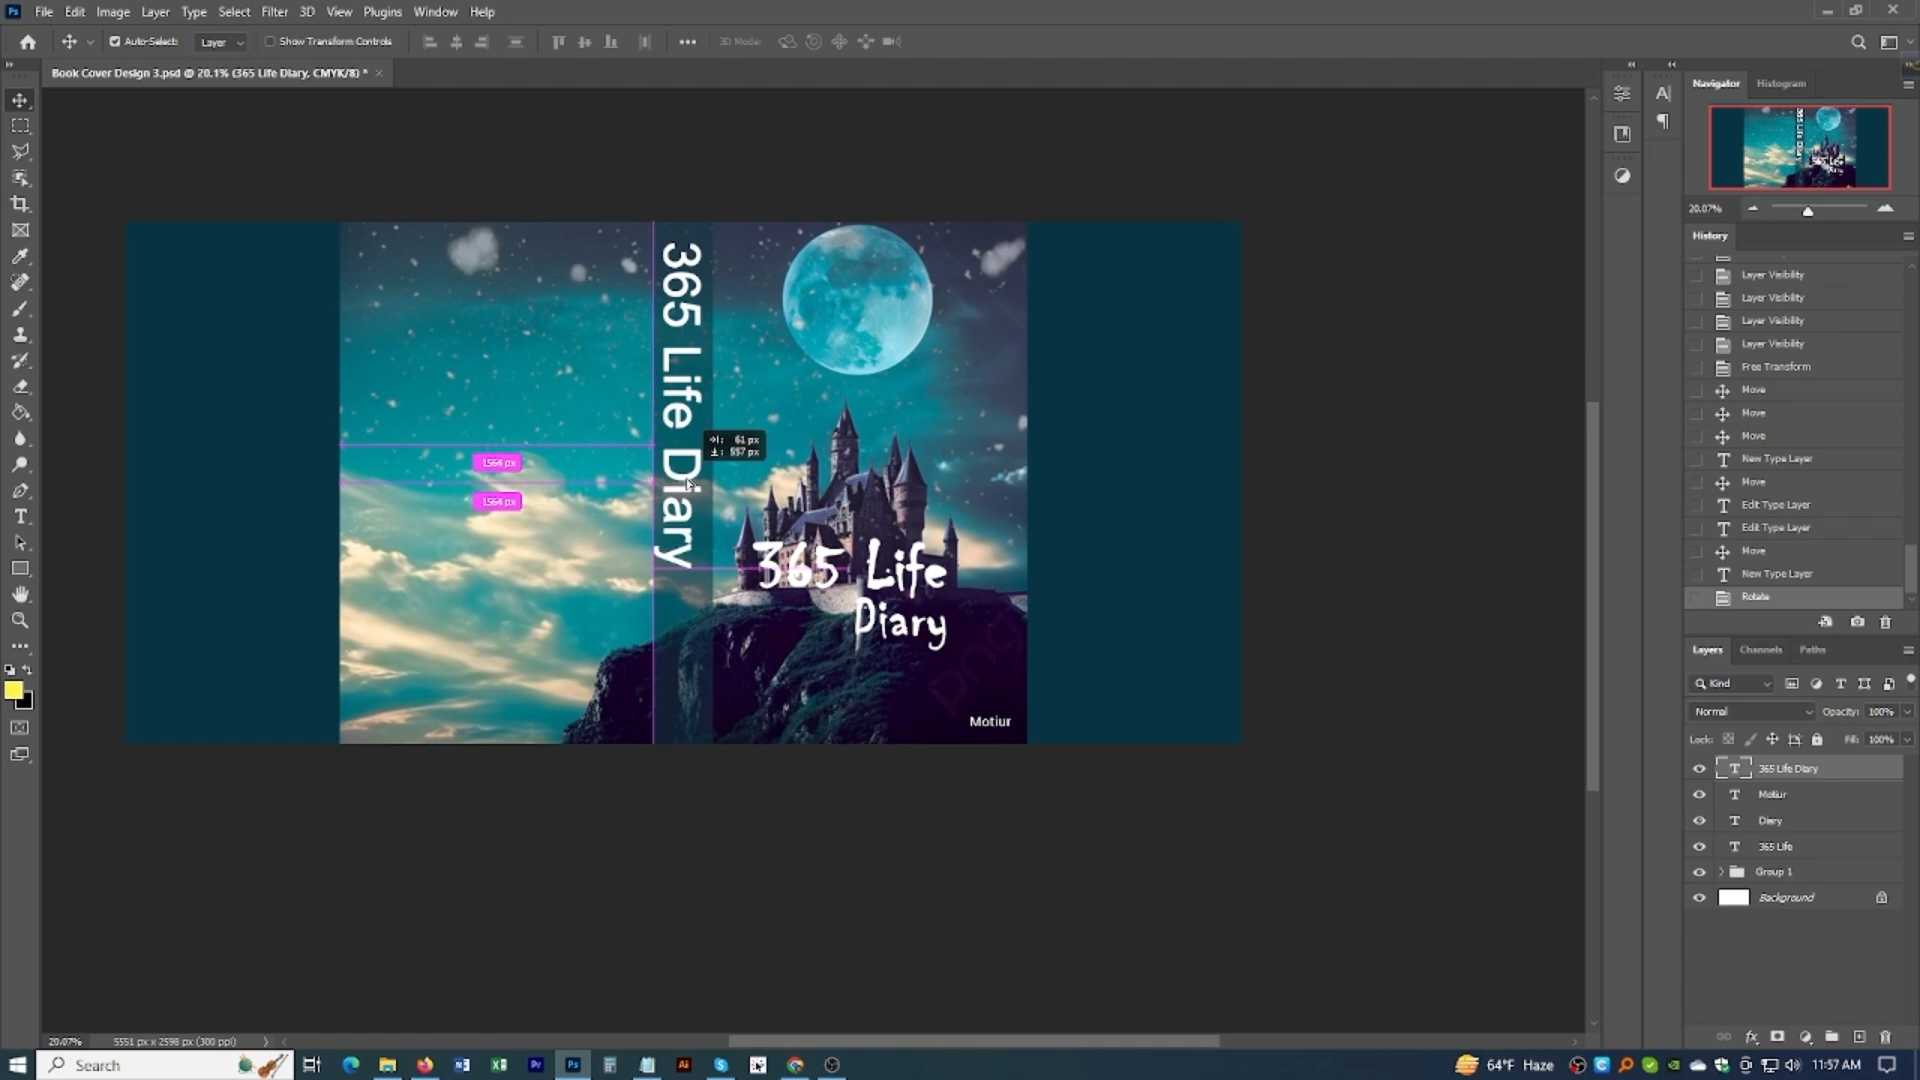 Ps File Edit Image Layer Type Select Filter 3D View Plugins Window Help
Auto-Select: Layer Show Transform Controls 3D Mode:
Book Cover Design 3.psd @ 20.1% (365 Life Diary, CMYK/8) *
Navigator Histogram
20.07%
History
Layer Visibility
Layer Visibility
Layer Visibility
Layer Visibility
Free Transform
Move
Move
Move
New Type Layer
Move
Edit Type Layer
Edit Type Layer
Move
New Type Layer
Rotate
365 Life Diary
61 px
557 px
1564 px
1564 px
365 Life
Diary
Motiur
Layers Channels Paths
Kind
Normal Opacity: 100%
Lock: Fill: 100%
365 Life Diary
Motiur
Diary
365 Life
Group 1
Background
20.07% 5551 px x 2598 px (300 ppi)
Search 64°F Haze 11:57 AM